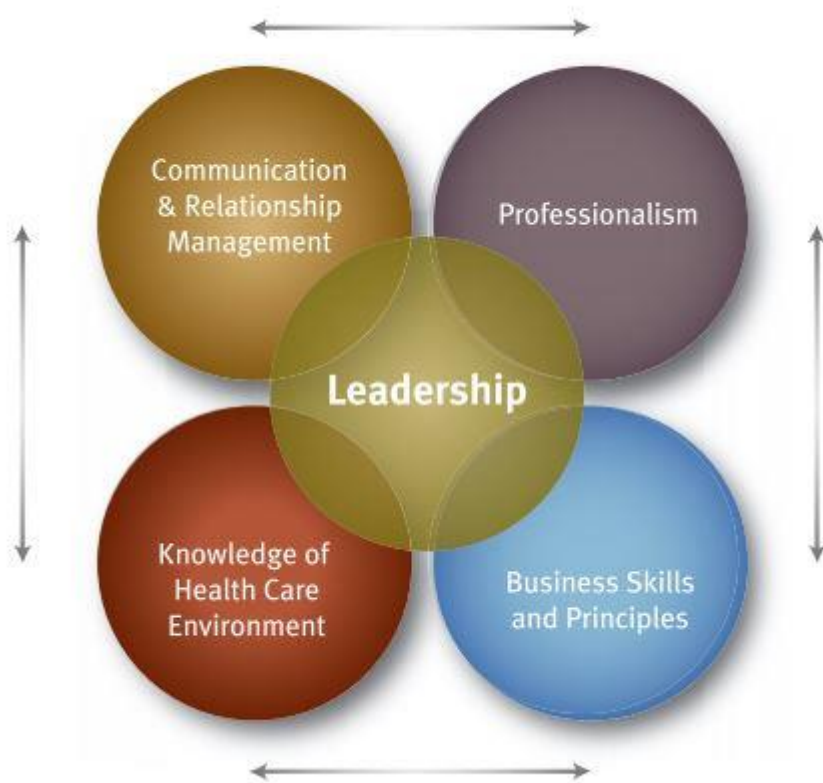 Communication
& Relationship
Management
Professionalism
Leadership
Knowledge of
Health Care
Environment
Business Skills
and Principles